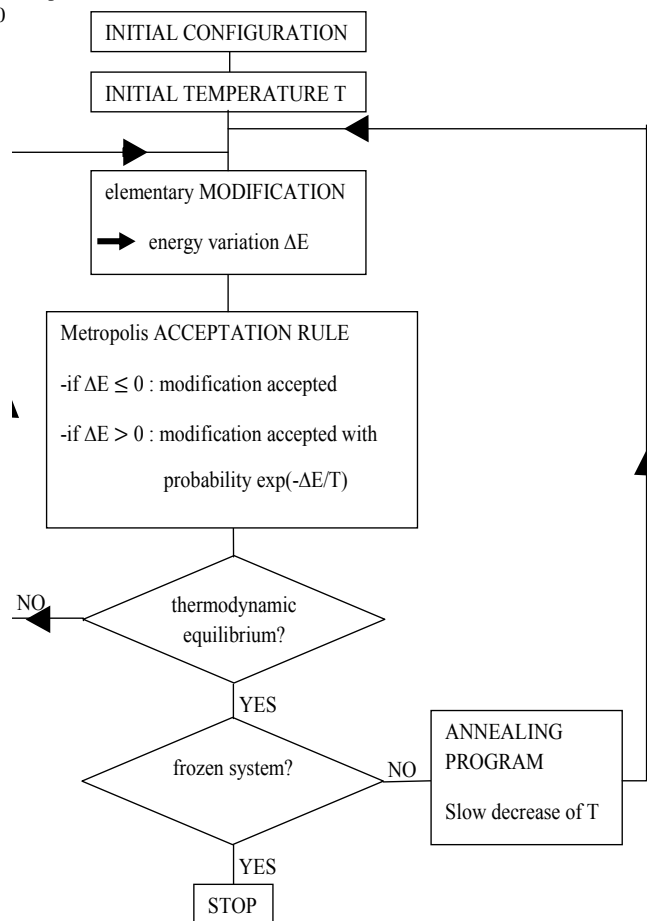 0
INITIAL CONFIGURATION
INITIAL TEMPERATURE T
elementary MODIFICATION
energy variation ΔE
Metropolis ACCEPTATION RULE
-if ΔE ≤ 0 : modification accepted
-if ΔE > 0 : modification accepted with
probability exp(-ΔE/T)
NO
thermodynamic
equilibrium?
YES
frozen system?
NO
ANNEALING
PROGRAM
Slow decrease of T
YES
STOP